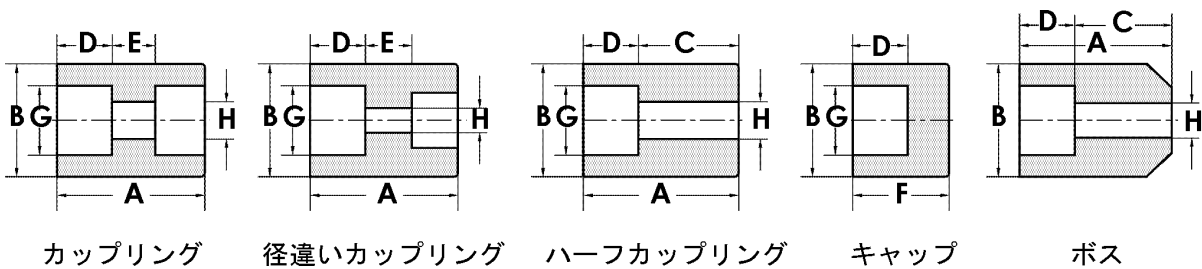 D E
B G H
A
カップリング
D E
B G H
A
径違いカップリング
D C
B G H
A
ハーフカップリング
D
B G
F
キャップ
D C
A
B H
ボス